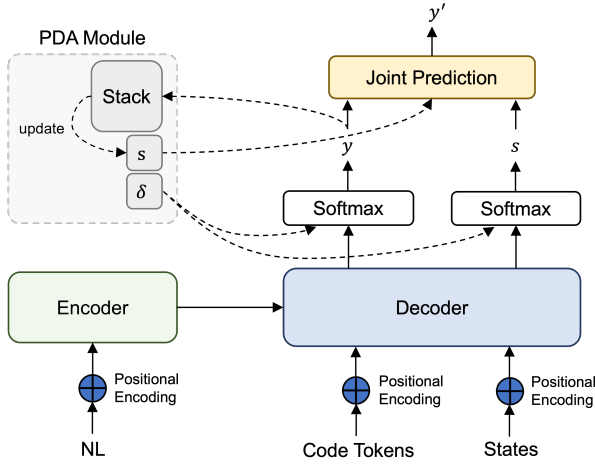 y′
PDA Module
Joint Prediction
Stack
update
s
y
s
δ
Softmax
Softmax
Encoder
Decoder
Positional
Encoding
Positional
Encoding
Positional
Encoding
NL
Code Tokens
States